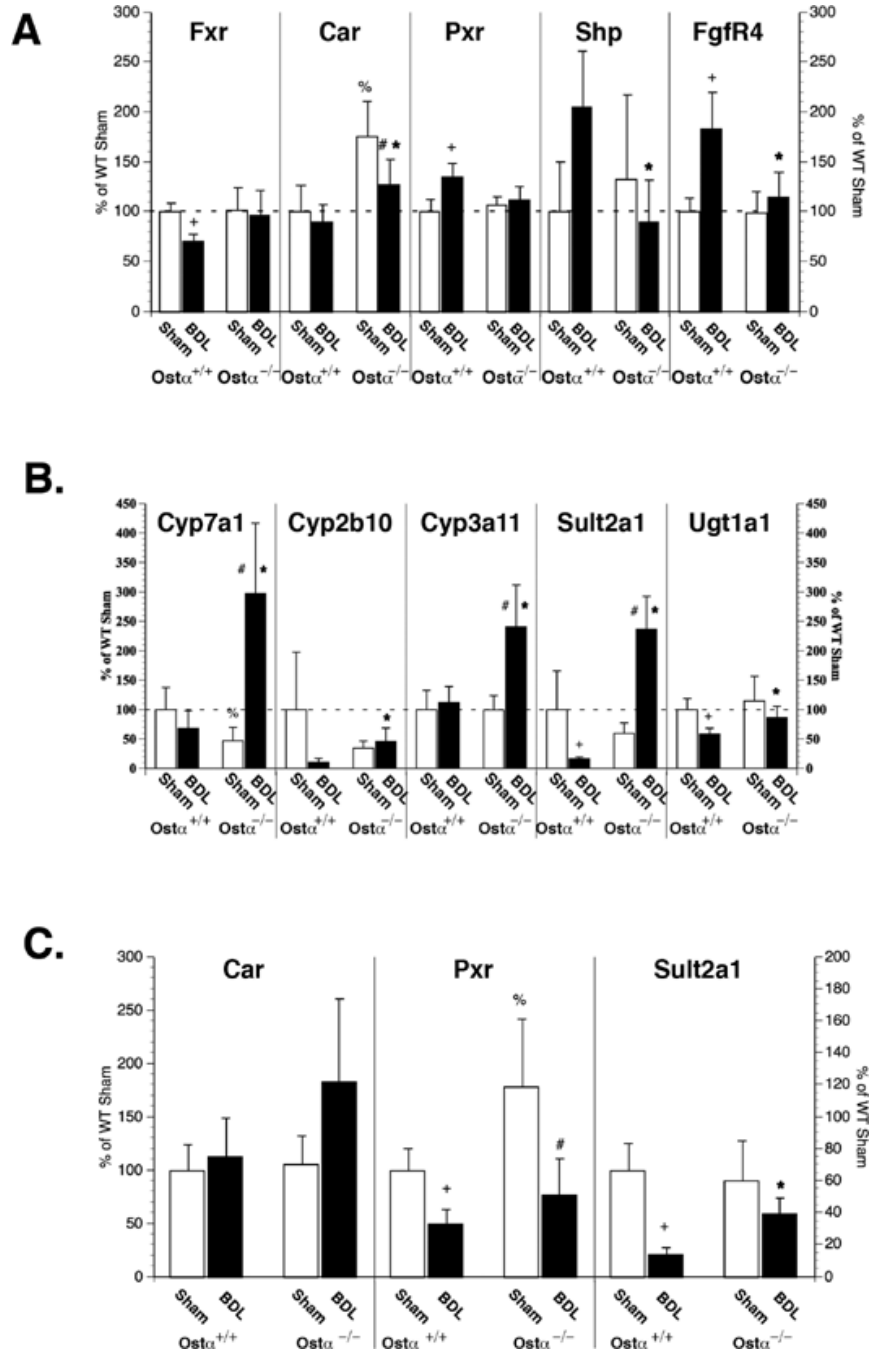 A
Fxr Car Pxr Shp FgfR4
300 300
250 250
200 200
150 150
100 100
50 50
0 0
% of WT Sham
% of WT Sham
% # * + + + * + *
Sham BDL Sham BDL Sham BDL Sham BDL Sham BDL Sham BDL Sham BDL Sham BDL Sham BDL Sham BDL
Ostα+/+ Ostα−/− Ostα+/+ Ostα−/− Ostα+/+ Ostα−/− Ostα+/+ Ostα−/− Ostα+/+ Ostα−/−
B.
Cyp7a1 Cyp2b10 Cyp3a11 Sult2a1 Ugt1a1
450 450
400 400
350 350
300 300
250 250
200 200
150 150
100 100
50 50
0 0
% of WT Sham
% of WT Sham
% # * * # * + # * + *
Sham BDL Sham BDL Sham BDL Sham BDL Sham BDL Sham BDL Sham BDL Sham BDL Sham BDL Sham BDL
Ostα+/+ Ostα−/− Ostα+/+ Ostα−/− Ostα+/+ Ostα−/− Ostα+/+ Ostα−/− Ostα+/+ Ostα−/−
C.
Car Pxr Sult2a1
300 200
250 180
200 160
150 140
100 120
50 100
0 80
60
40
20
0
% of WT Sham
% of WT Sham
+ % # + *
Sham BDL Sham BDL Sham BDL Sham BDL Sham BDL Sham BDL
Ostα+/+ Ostα −/− Ostα +/+ Ostα −/− Ostα+/+ Ostα−/−